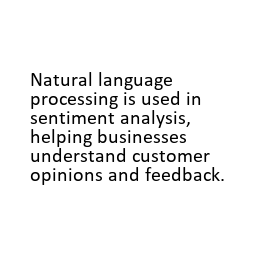 Natural language
processing is used in
sentiment analysis,
helping businesses
understand customer
opinions and feedback.